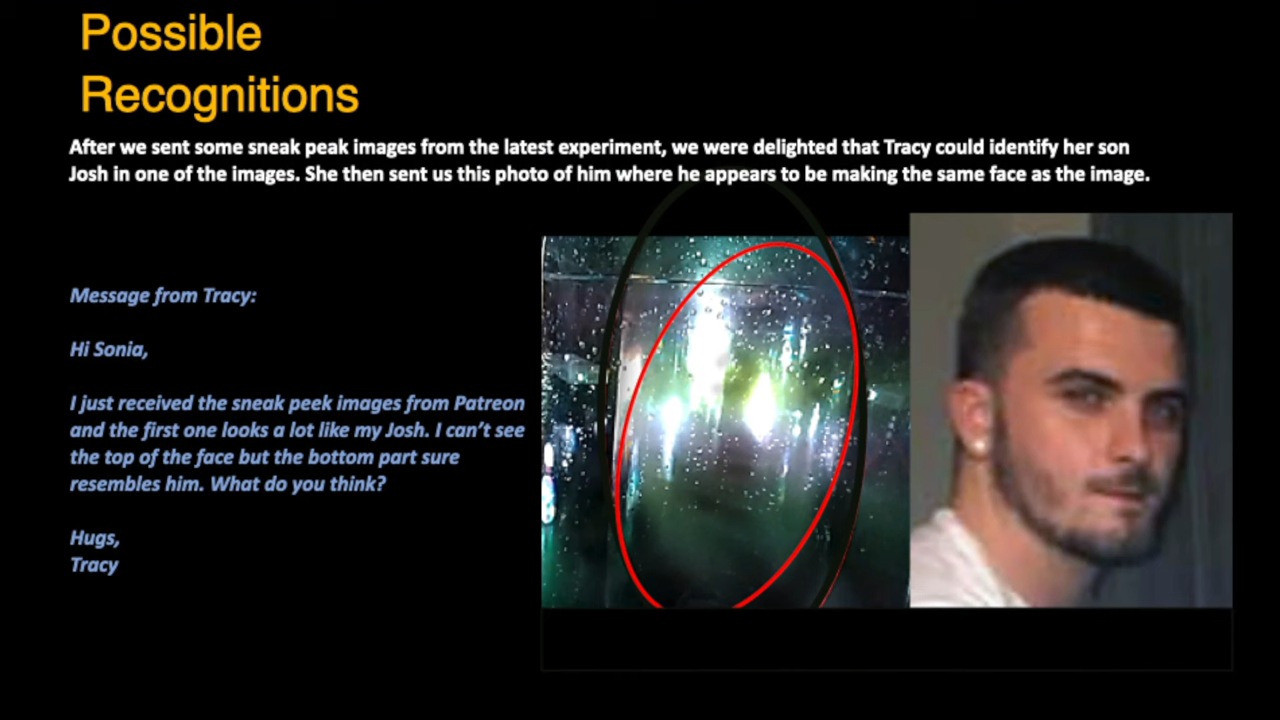 Possible
Recognitions
After we sent some sneak peak images from the latest experiment, we were delighted that Tracy could identify her son
Josh in one of the images. She then sent us this photo of him where he appears to be making the same face as the image.
Message from Tracy:
Hi Sonia,
I just received the sneak peek images from Patreon
and the first one looks a lot like my Josh. I can't see
the top of the face but the bottom part sure
resembles him. What do you think?
Hugs,
Tracy